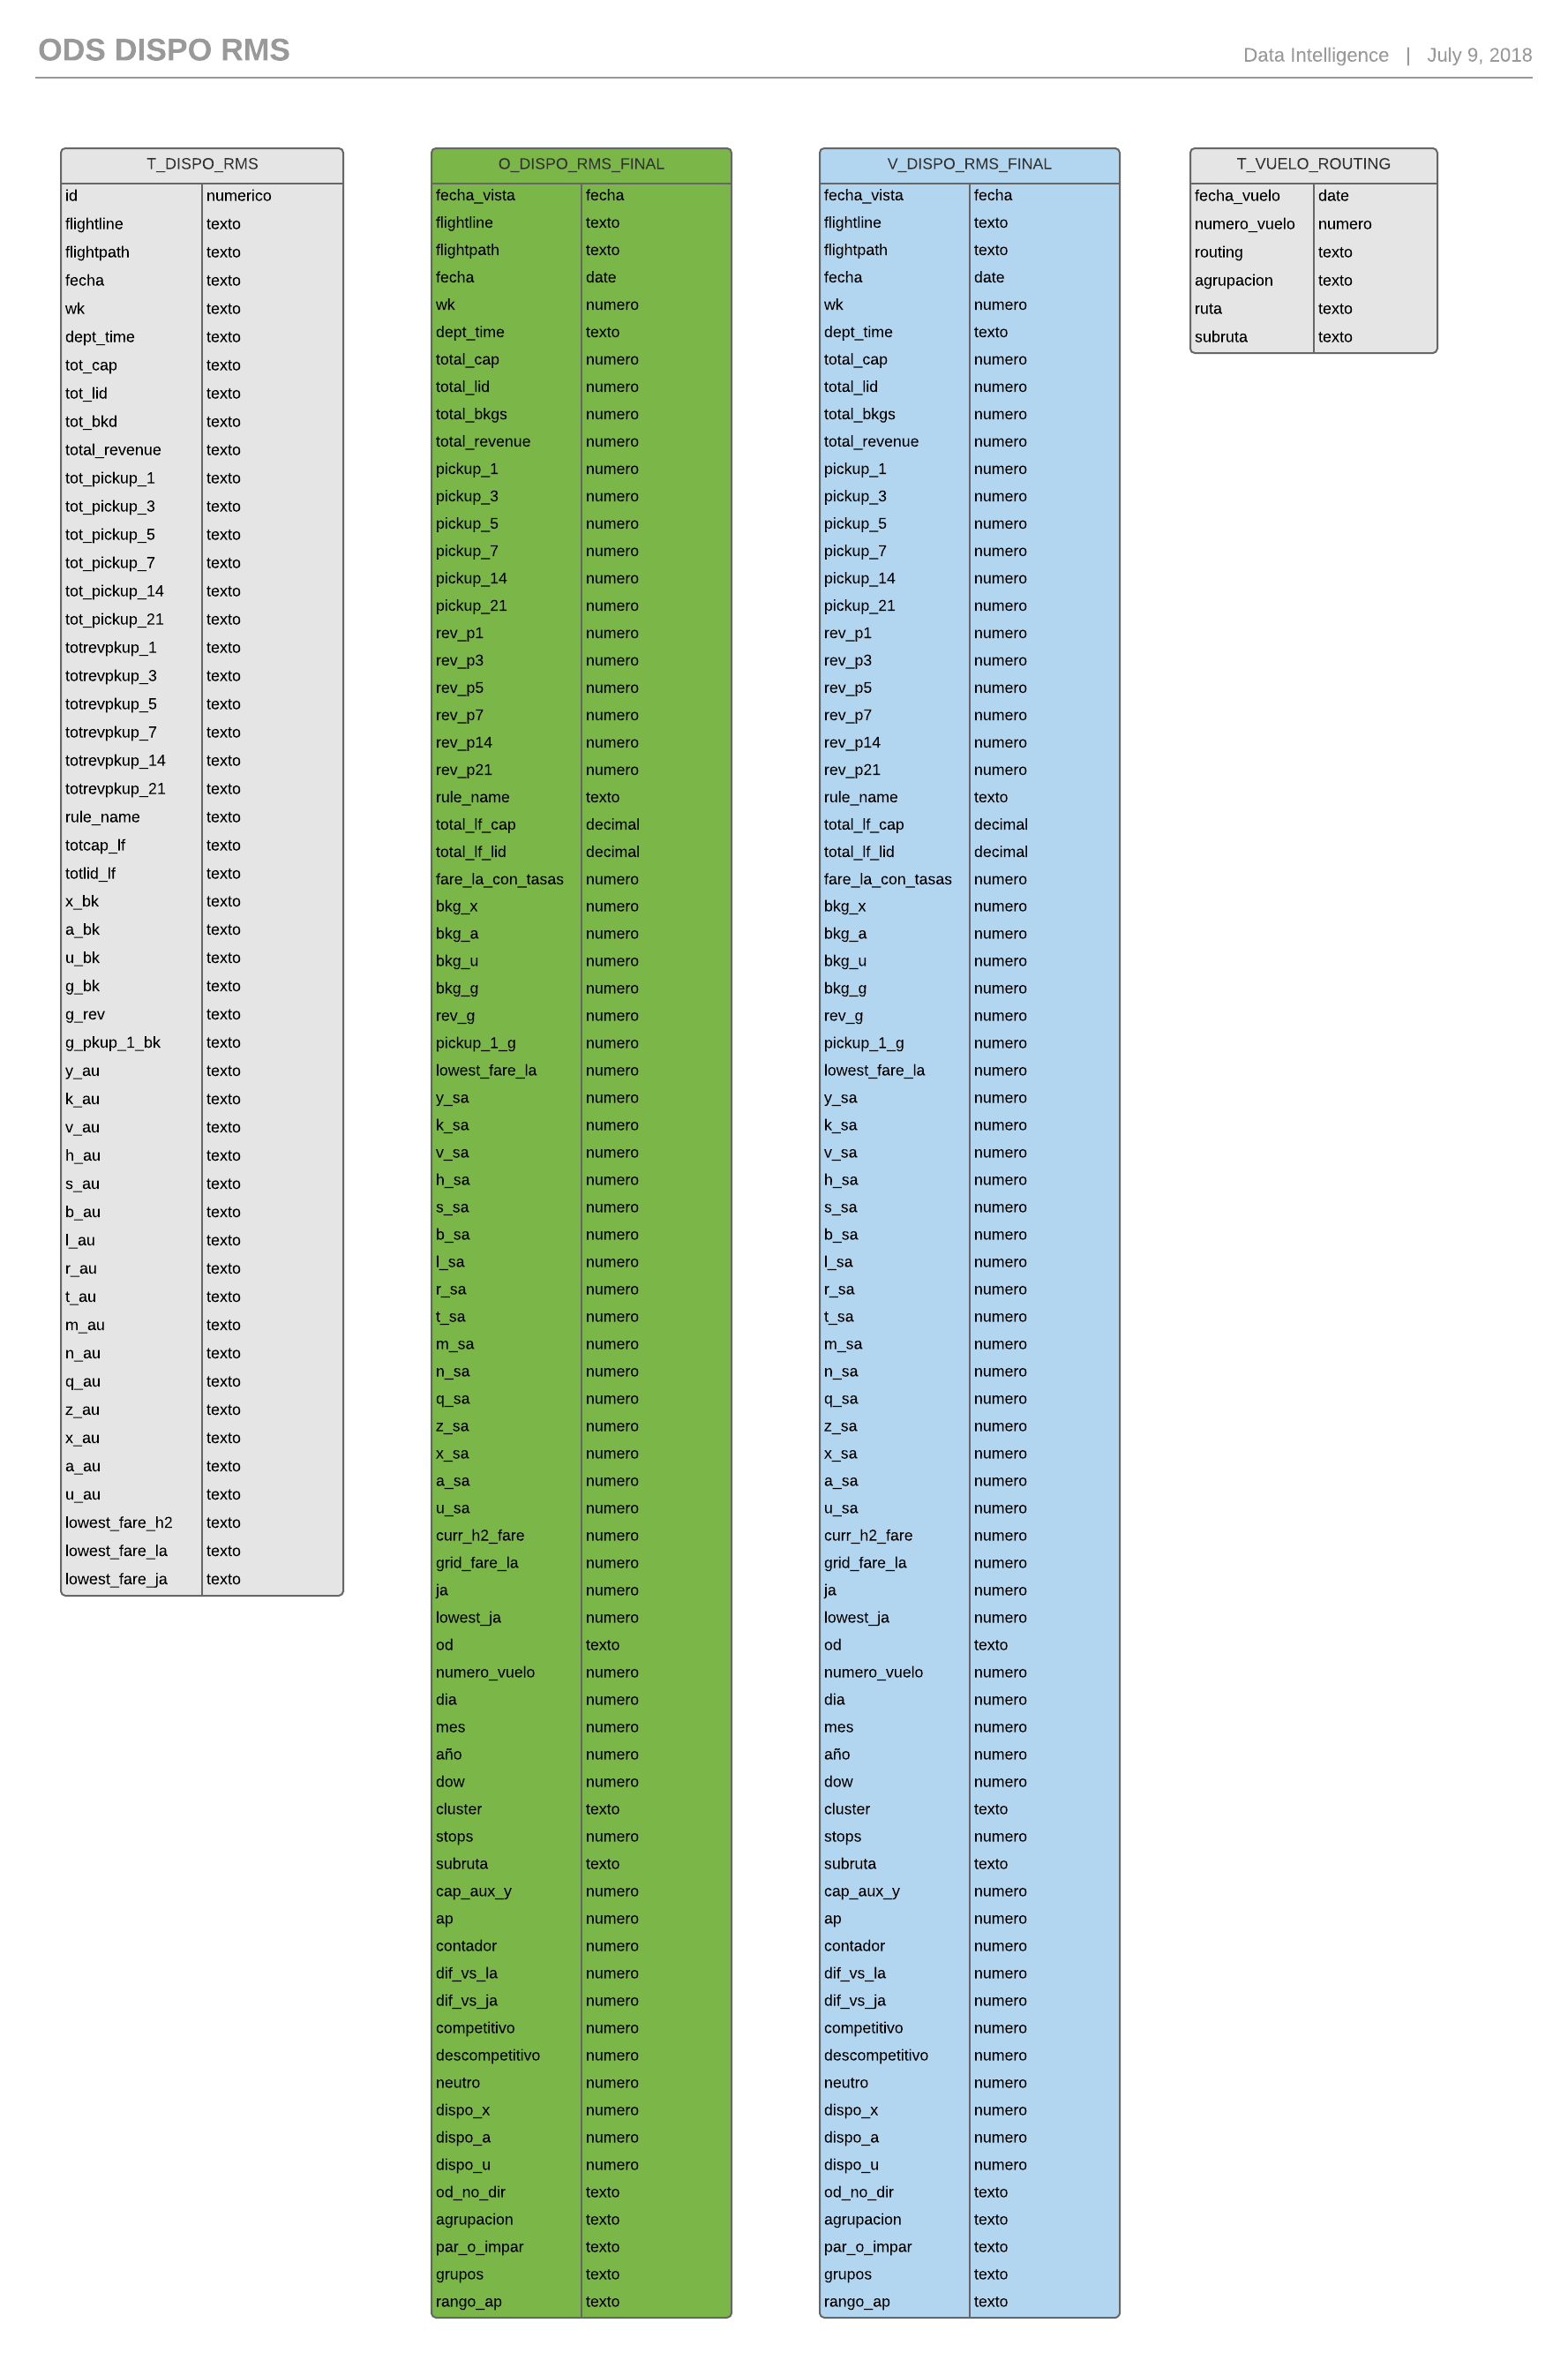 ODS DISPO RMS
Data Intelligence | July 9, 2018
T_DISPO_RMS
id numerico
flightline texto
flightpath texto
fecha texto
wk texto
dept_time texto
tot_cap texto
tot_lid texto
tot_bkd texto
total_revenue texto
tot_pickup_1 texto
tot_pickup_3 texto
tot_pickup_5 texto
tot_pickup_7 texto
tot_pickup_14 texto
tot_pickup_21 texto
totrevpkup_1 texto
totrevpkup_3 texto
totrevpkup_5 texto
totrevpkup_7 texto
totrevpkup_14 texto
totrevpkup_21 texto
rule_name texto
totcap_lf texto
totlid_lf texto
x_bk texto
a_bk texto
u_bk texto
g_bk texto
g_rev texto
g_pkup_1_bk texto
y_au texto
k_au texto
v_au texto
h_au texto
s_au texto
b_au texto
l_au texto
r_au texto
t_au texto
m_au texto
n_au texto
q_au texto
z_au texto
x_au texto
a_au texto
u_au texto
lowest_fare_h2 texto
lowest_fare_la texto
lowest_fare_ja texto
O_DISPO_RMS_FINAL
fecha_vista fecha
flightline texto
flightpath texto
fecha date
wk numero
dept_time texto
total_cap numero
total_lid numero
total_bkgs numero
total_revenue numero
pickup_1 numero
pickup_3 numero
pickup_5 numero
pickup_7 numero
pickup_14 numero
pickup_21 numero
rev_p1 numero
rev_p3 numero
rev_p5 numero
rev_p7 numero
rev_p14 numero
rev_p21 numero
rule_name texto
total_lf_cap decimal
total_lf_lid decimal
fare_la_con_tasas numero
bkg_x numero
bkg_a numero
bkg_u numero
bkg_g numero
rev_g numero
pickup_1_g numero
lowest_fare_la numero
y_sa numero
k_sa numero
v_sa numero
h_sa numero
s_sa numero
b_sa numero
l_sa numero
r_sa numero
t_sa numero
m_sa numero
n_sa numero
q_sa numero
z_sa numero
x_sa numero
a_sa numero
u_sa numero
curr_h2_fare numero
grid_fare_la numero
ja numero
lowest_ja numero
od texto
numero_vuelo numero
dia numero
mes numero
año numero
dow numero
cluster texto
stops numero
subruta texto
cap_aux_y numero
ap numero
contador numero
dif_vs_la numero
dif_vs_ja numero
competitivo numero
descompetitivo numero
neutro numero
dispo_x numero
dispo_a numero
dispo_u numero
od_no_dir texto
agrupacion texto
par_o_impar texto
grupos texto
rango_ap texto
V_DISPO_RMS_FINAL
fecha_vista fecha
flightline texto
flightpath texto
fecha date
wk numero
dept_time texto
total_cap numero
total_lid numero
total_bkgs numero
total_revenue numero
pickup_1 numero
pickup_3 numero
pickup_5 numero
pickup_7 numero
pickup_14 numero
pickup_21 numero
rev_p1 numero
rev_p3 numero
rev_p5 numero
rev_p7 numero
rev_p14 numero
rev_p21 numero
rule_name texto
total_lf_cap decimal
total_lf_lid decimal
fare_la_con_tasas numero
bkg_x numero
bkg_a numero
bkg_u numero
bkg_g numero
rev_g numero
pickup_1_g numero
lowest_fare_la numero
y_sa numero
k_sa numero
v_sa numero
h_sa numero
s_sa numero
b_sa numero
l_sa numero
r_sa numero
t_sa numero
m_sa numero
n_sa numero
q_sa numero
z_sa numero
x_sa numero
a_sa numero
u_sa numero
curr_h2_fare numero
grid_fare_la numero
ja numero
lowest_ja numero
od texto
numero_vuelo numero
dia numero
mes numero
año numero
dow numero
cluster texto
stops numero
subruta texto
cap_aux_y numero
ap numero
contador numero
dif_vs_la numero
dif_vs_ja numero
competitivo numero
descompetitivo numero
neutro numero
dispo_x numero
dispo_a numero
dispo_u numero
od_no_dir texto
agrupacion texto
par_o_impar texto
grupos texto
rango_ap texto
T_VUELO_ROUTING
fecha_vuelo date
numero_vuelo numero
routing texto
agrupacion texto
ruta texto
subruta texto